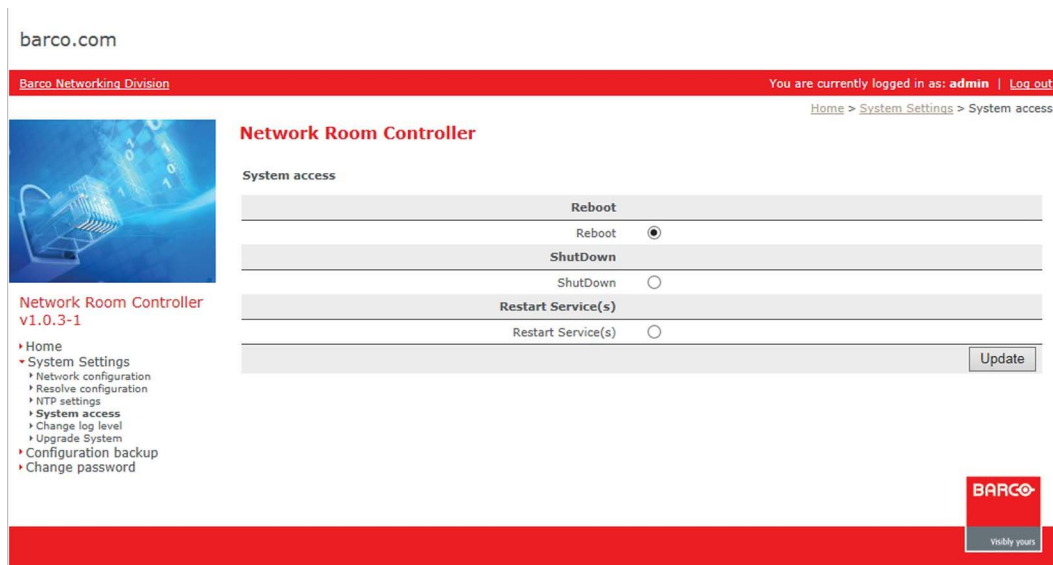 barco.com
Barco Networking Division
You are currently logged in as: admin | Log out
Home > System Settings > System access
Network Room Controller
System access
Reboot
Reboot
ShutDown
ShutDown
Restart Service(s)
Restart Service(s)
Update
Network Room Controller
v1.0.3-1
Home
System Settings
Network configuration
Resolve configuration
NTP settings
System access
Change log level
Upgrade System
Configuration backup
Change password
BARCO
Visibly yours